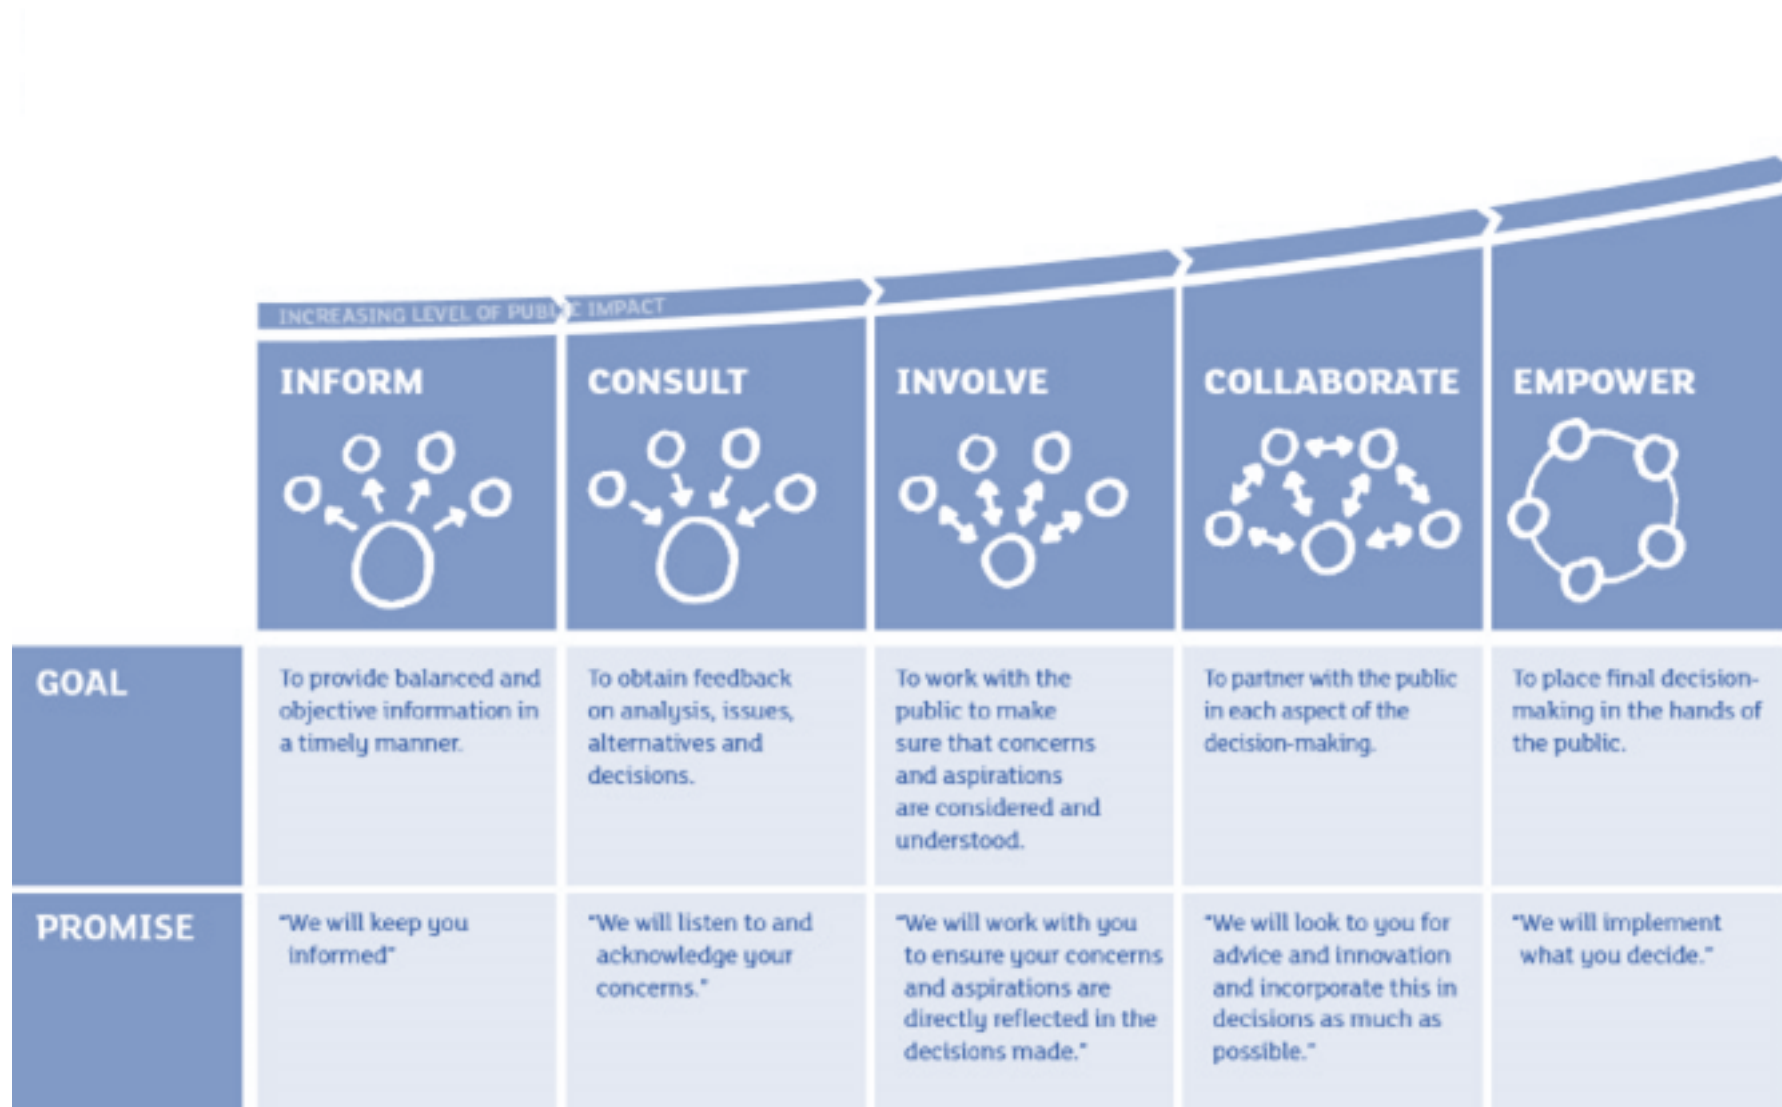 INCREASING LEVEL OF PUBLIC IMPACT
INFORM
CONSULT
INVOLVE
COLLABORATE
EMPOWER
GOAL
To provide balanced and
objective information in
a timely manner.
To obtain feedback
on analysis, issues,
alternatives and
decisions.
To work with the
public to make
sure that concerns
and aspirations
are considered and
understood.
To partner with the public
in each aspect of the
decision-making.
To place final decision-
making in the hands of
the public.
PROMISE
"We will keep you
informed"
"We will listen to and
acknowledge your
concerns."
"We will work with you
to ensure your concerns
and aspirations are
directly reflected in the
decisions made."
"We will look to you for
advice and innovation
and incorporate this in
decisions as much as
possible."
"We will implement
what you decide."